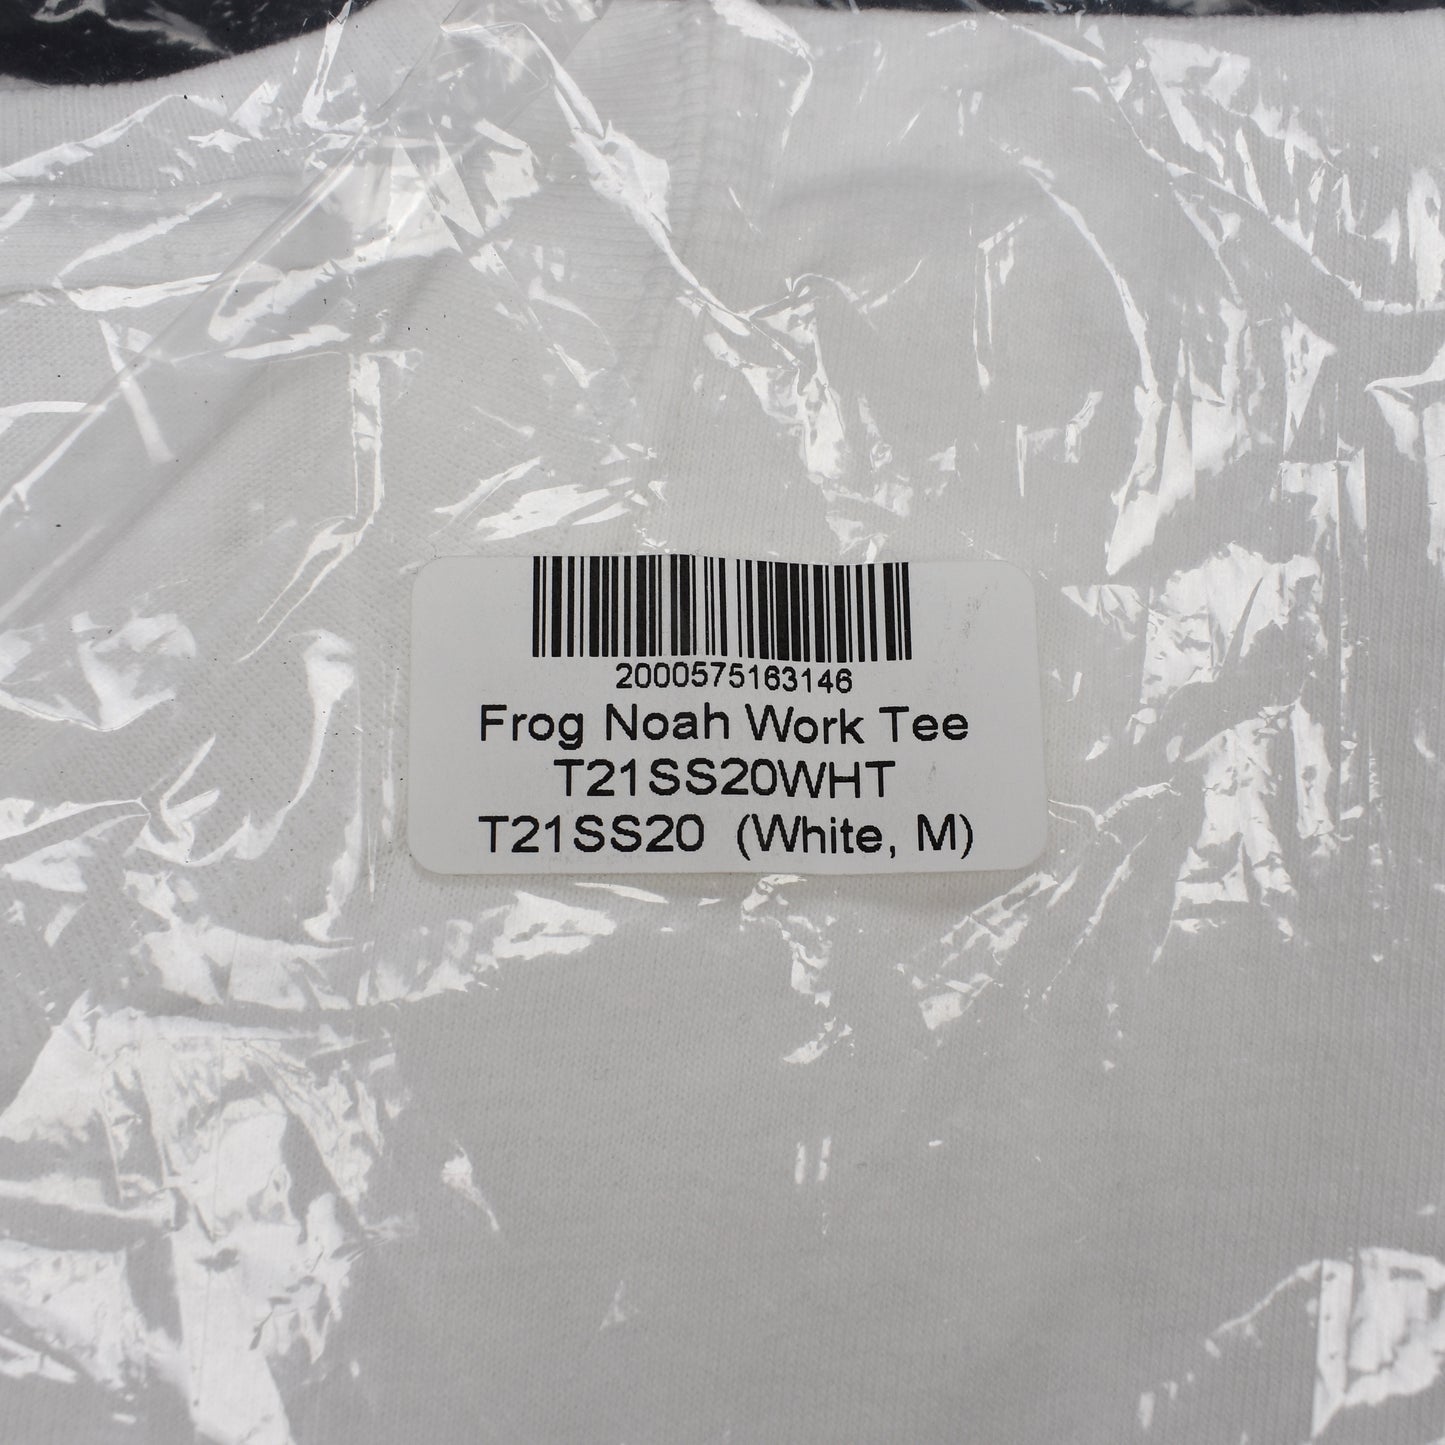 2000575163146
Frog Noah Work Tee
T21SS20WHT
T21SS20 (White, M)